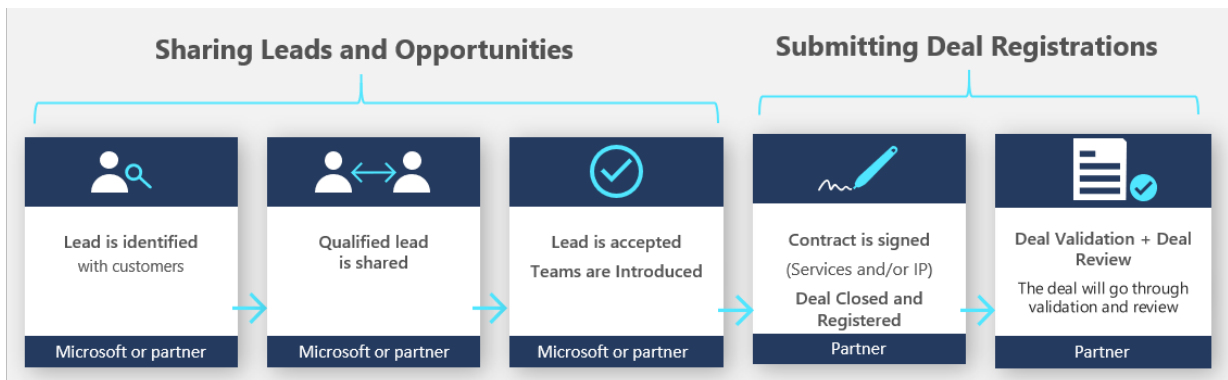 Sharing Leads and Opportunities
Submitting Deal Registrations
Lead is identified
with customers
Microsoft or partner
Qualified lead
is shared
Microsoft or partner
Lead is accepted
Teams are Introduced
Microsoft or partner
Contract is signed
(Services and/or IP)
Deal Closed and
Registered
Partner
Deal Validation + Deal
Review
The deal will go through
validation and review
Partner